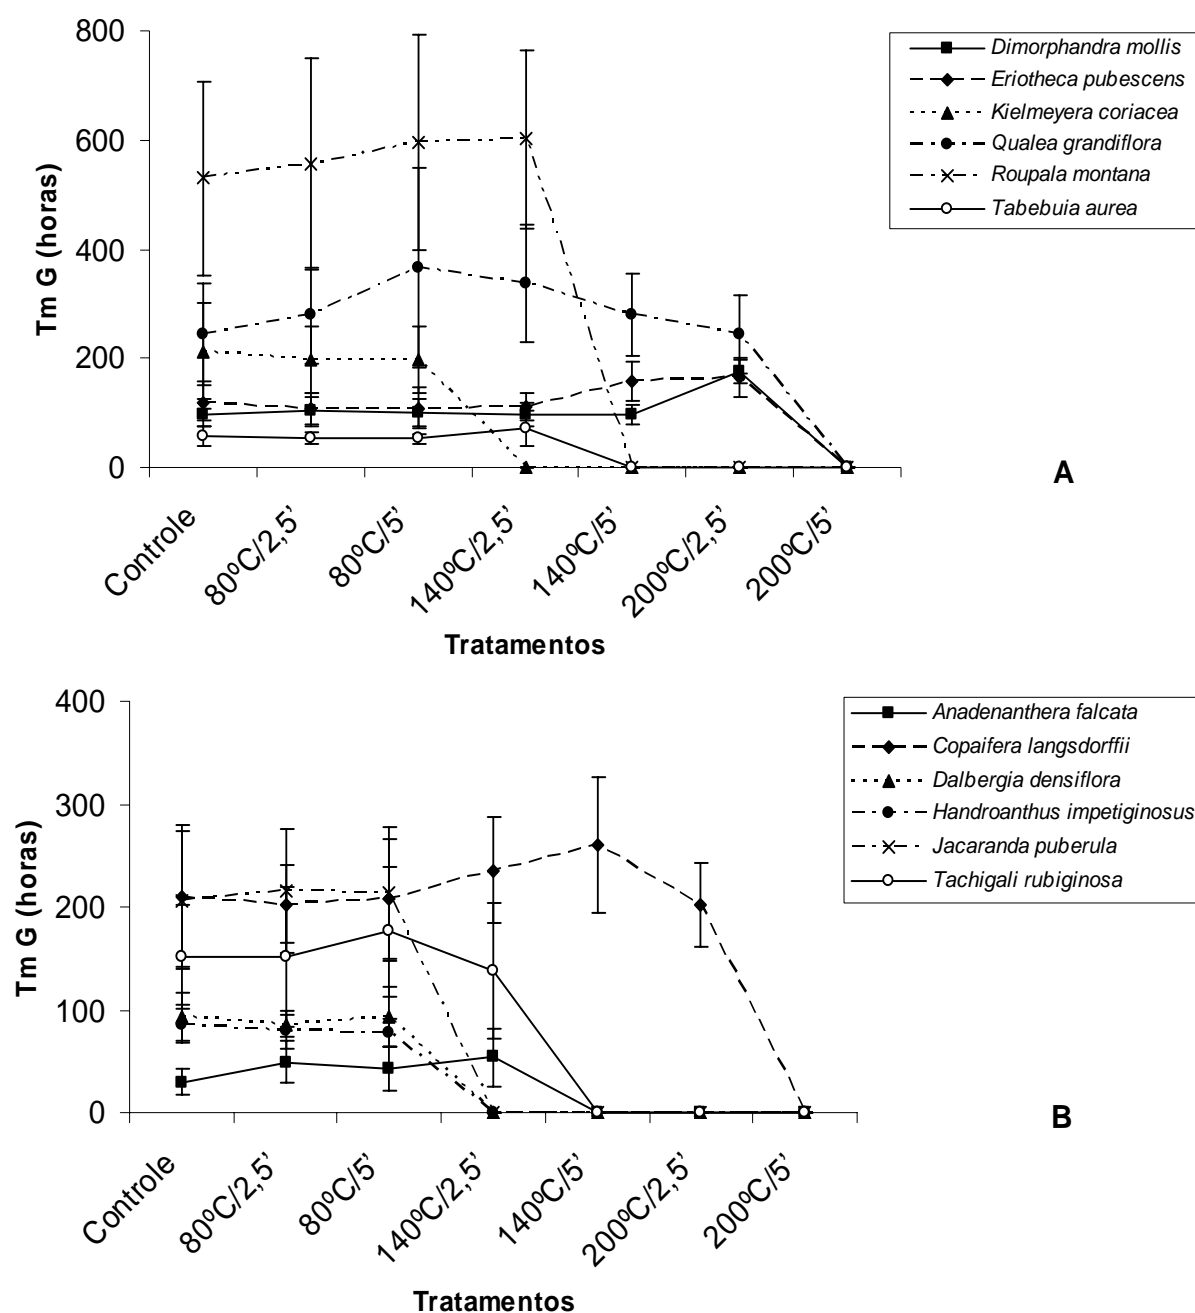 800
600
400
200
0
Tm G (horas)
Controle
80ºC/2,5’
80ºC/5’
140ºC/2,5’
140ºC/5’
200ºC/2,5’
200ºC/5’
Tratamentos
Dimorphandra mollis
Eriotheca pubescens
Kielmeyera coriacea
Qualea grandiflora
Roupala montana
Tabebuia aurea
A
400
300
200
100
0
Tm G (horas)
Controle
80ºC/2,5’
80ºC/5’
140ºC/2,5’
140ºC/5’
200ºC/2,5’
200ºC/5’
Tratamentos
Anadenanthera falcata
Copaifera langsdorffii
Dalbergia densiflora
Handroanthus impetiginosus
Jacaranda puberula
Tachigali rubiginosa
B